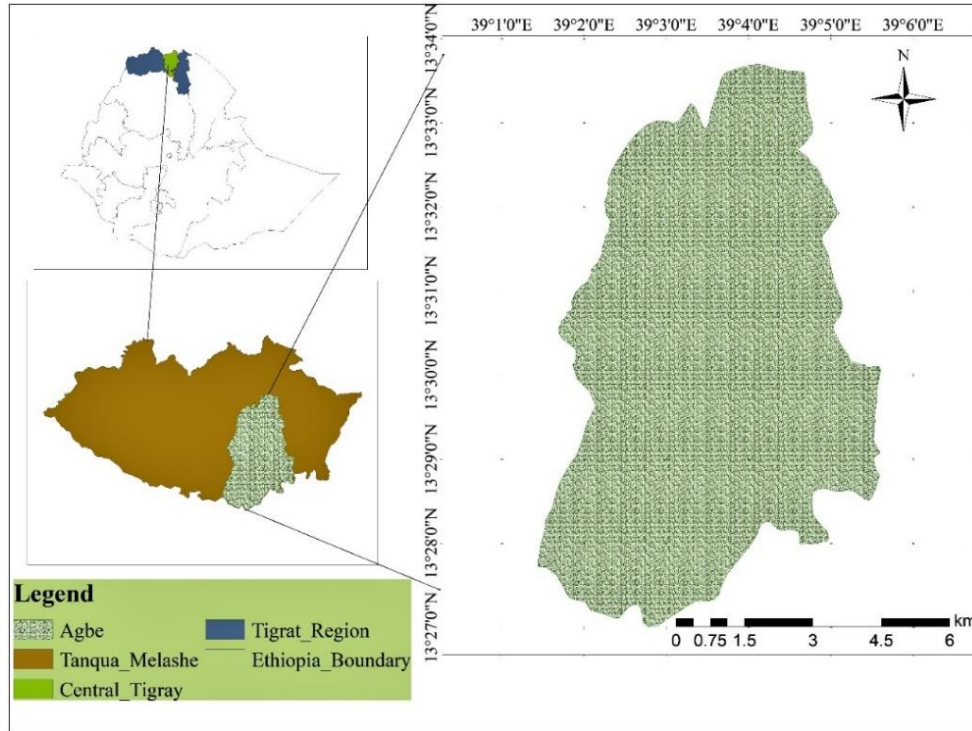 39°1'0"E 39°2'0"E 39°3'0"E 39°4'0"E 39°5'0"E 39°6'0"E
13°34'0"N
13°33'0"N
13°32'0"N
13°31'0"N
13°30'0"N
13°29'0"N
13°28'0"N
13°27'0"N
N
Legend
Agbe
Tanqua_Melashe
Central_Tigray
Tigrat_Region
Ethiopia_Boundary
km
0 0.75 1.5 3 4.5 6